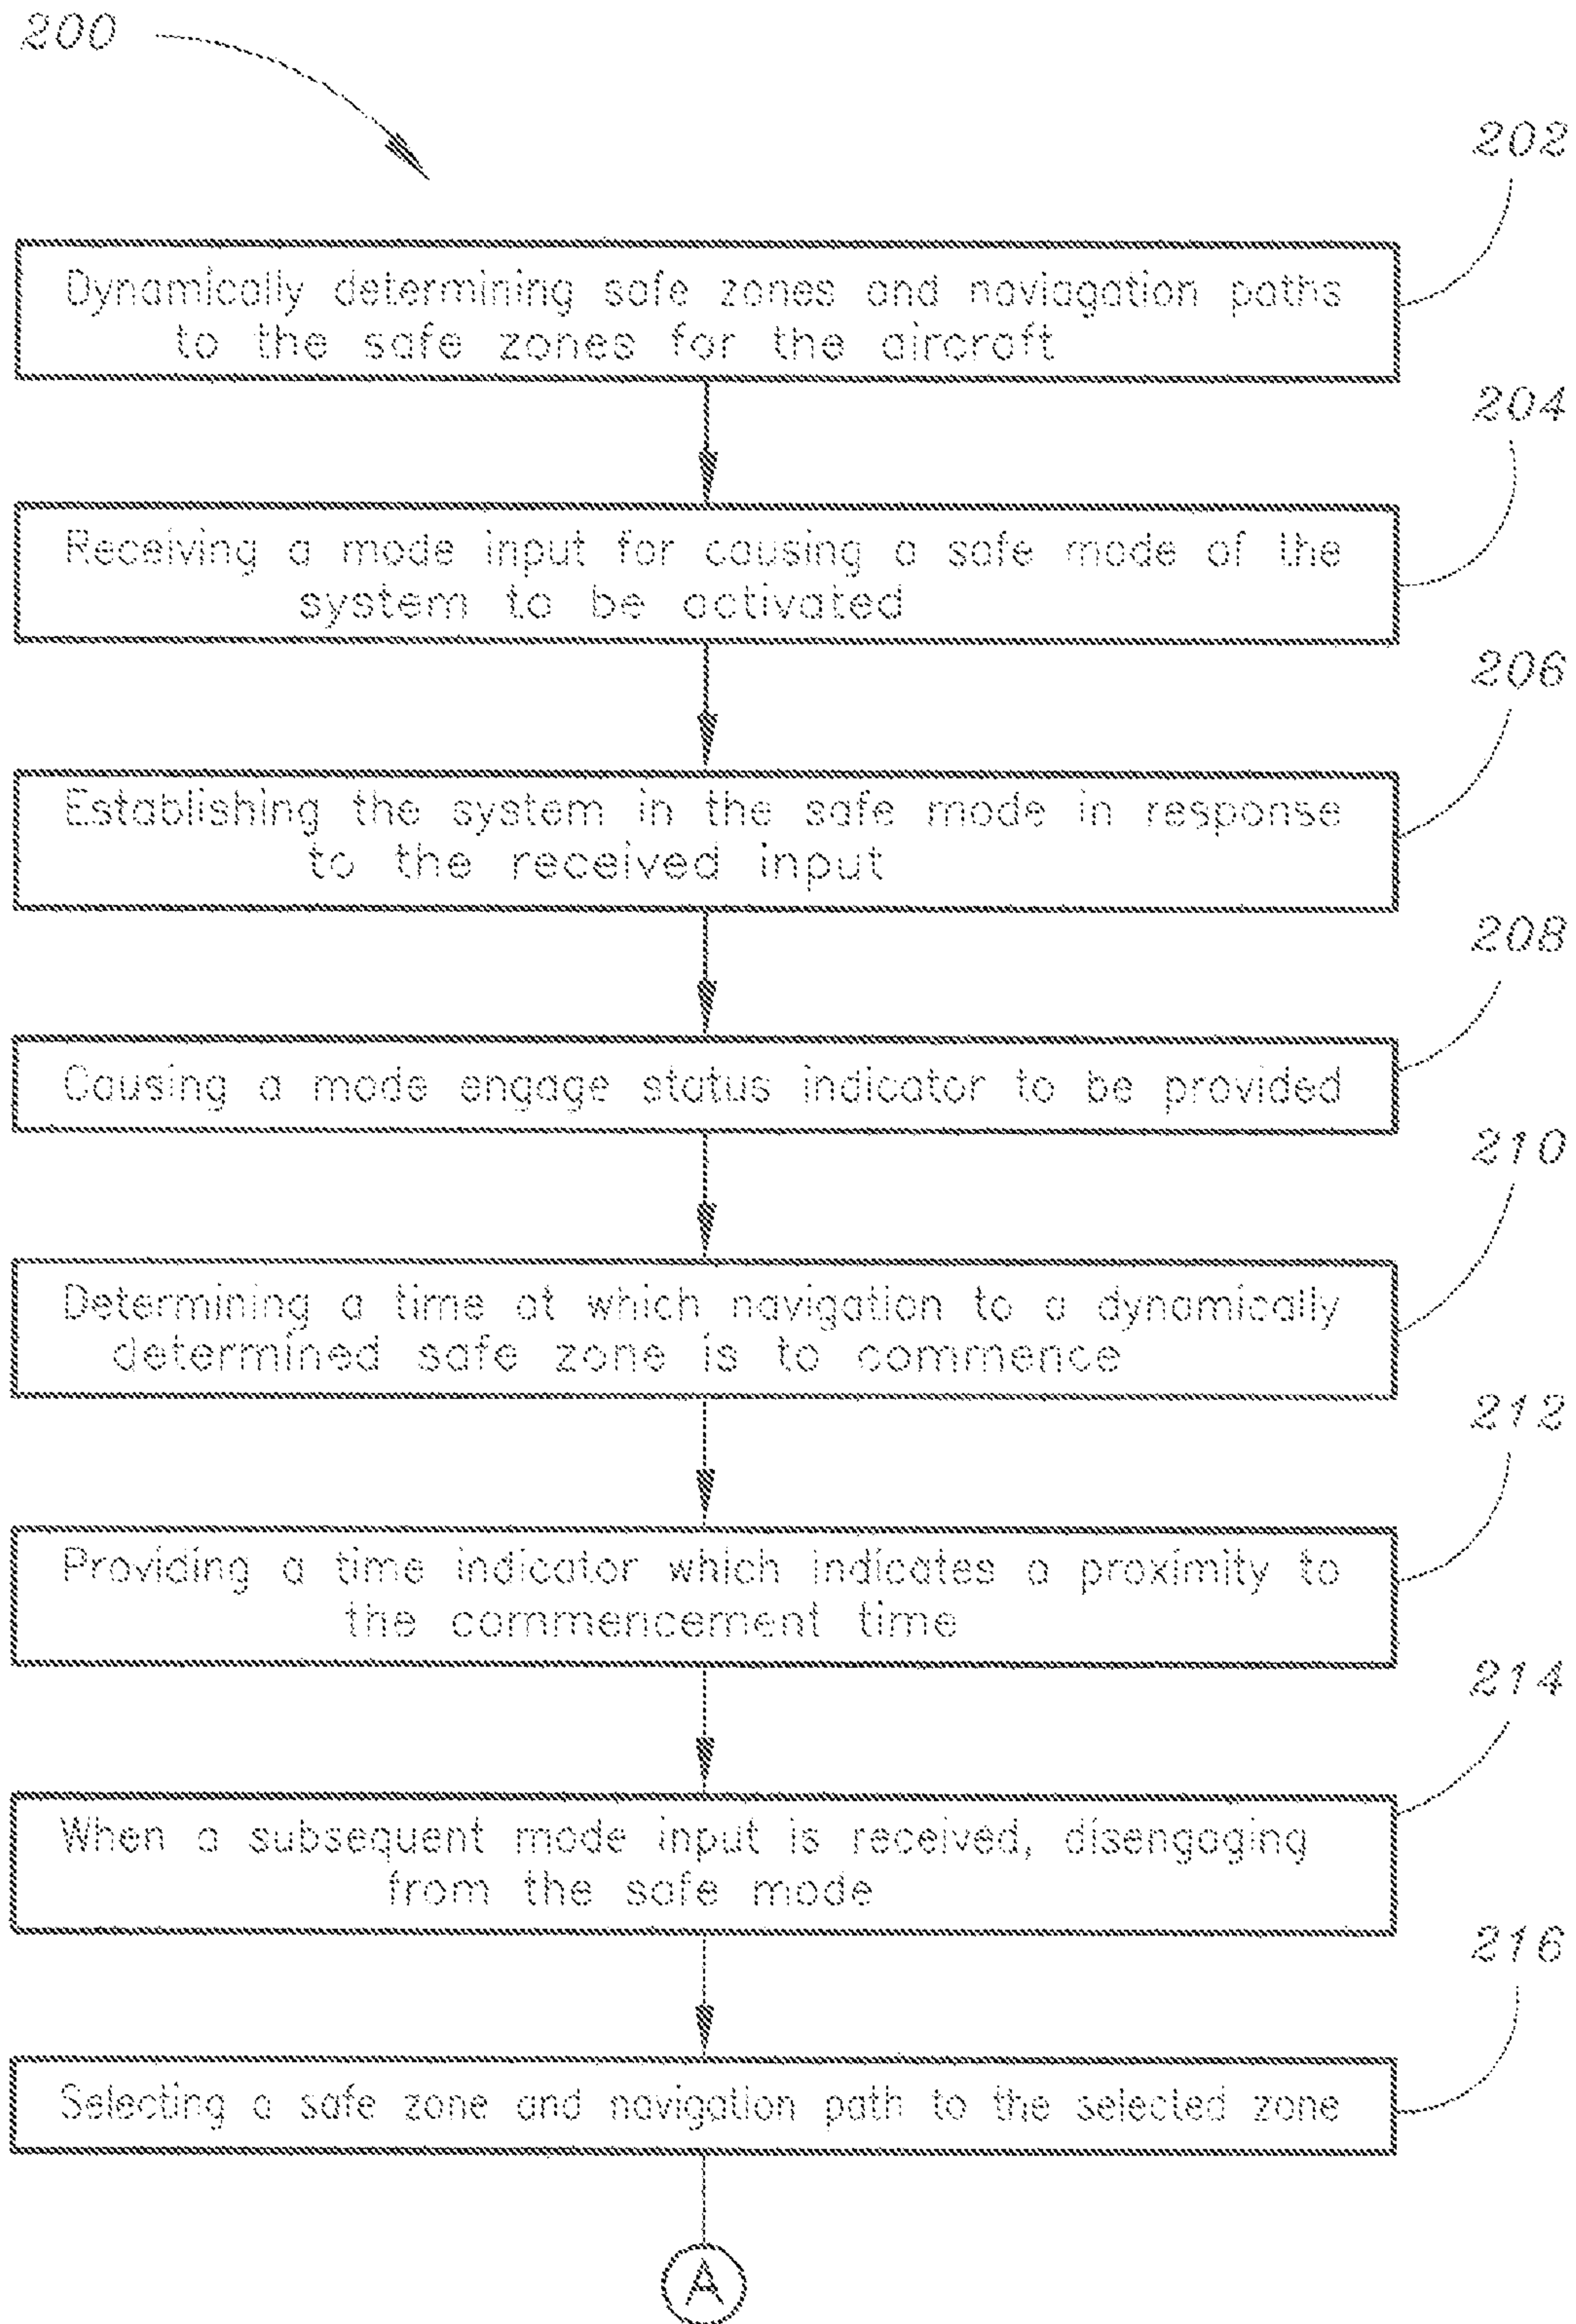 200
202
Dynamically determining safe zones and naviagation paths
to the safe zones for the aircraft
204
Receiving a mode input for causing a safe mode of the
system to be activated
206
Establishing the system in the safe mode in response
to the received input
208
Causing a mode engage status indicator to be provided
210
Determining a time at which navigation to a dynamically
determined safe zone is to commence
212
Providing a time indicator which indicates a proximity to
the commencement time
214
When a subsequent mode input is received, disengaging
from the safe mode
216
Selecting a safe zone and navigation path to the selected zone
A